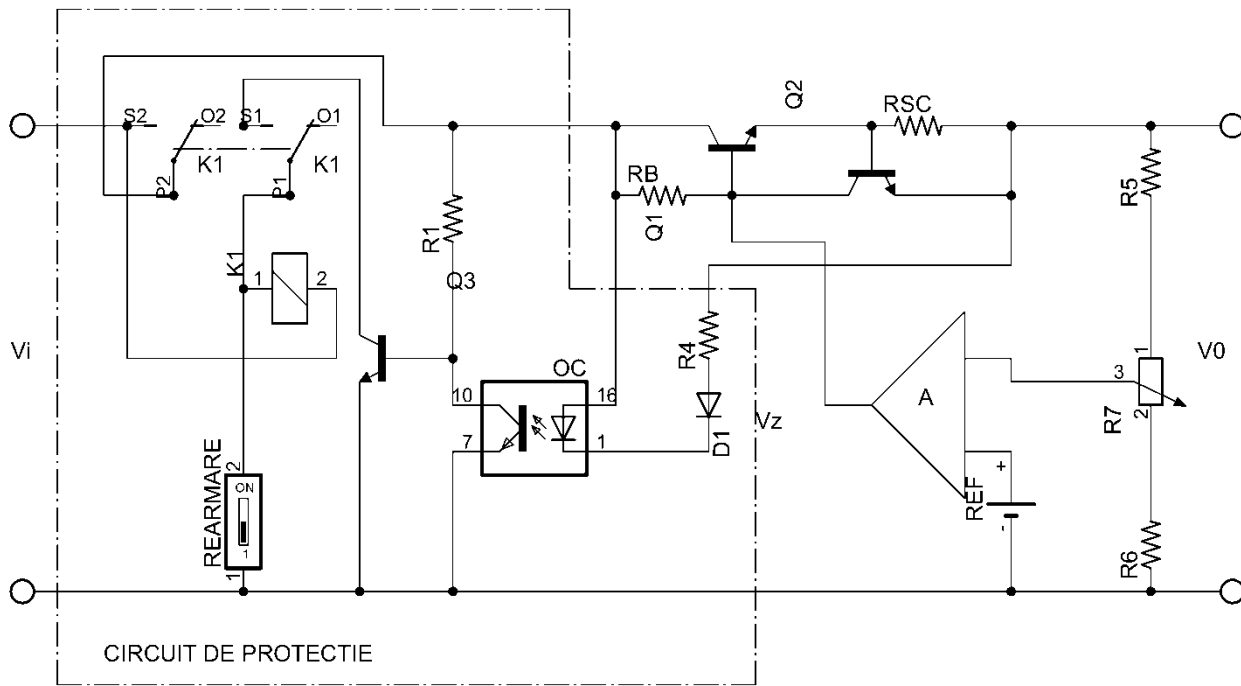 Q2
RSC
S2
O2
S1
O1
K1
K1
P2
P1
RB
Q1
R5
R1
K1
1
2
Q3
Vi
R4
OC
10
16
7
1
D1
Vz
A
1
3
2
R7
V0
REARMARE
2
ON
1
1
+
REF
-
R6
CIRCUIT DE PROTECTIE